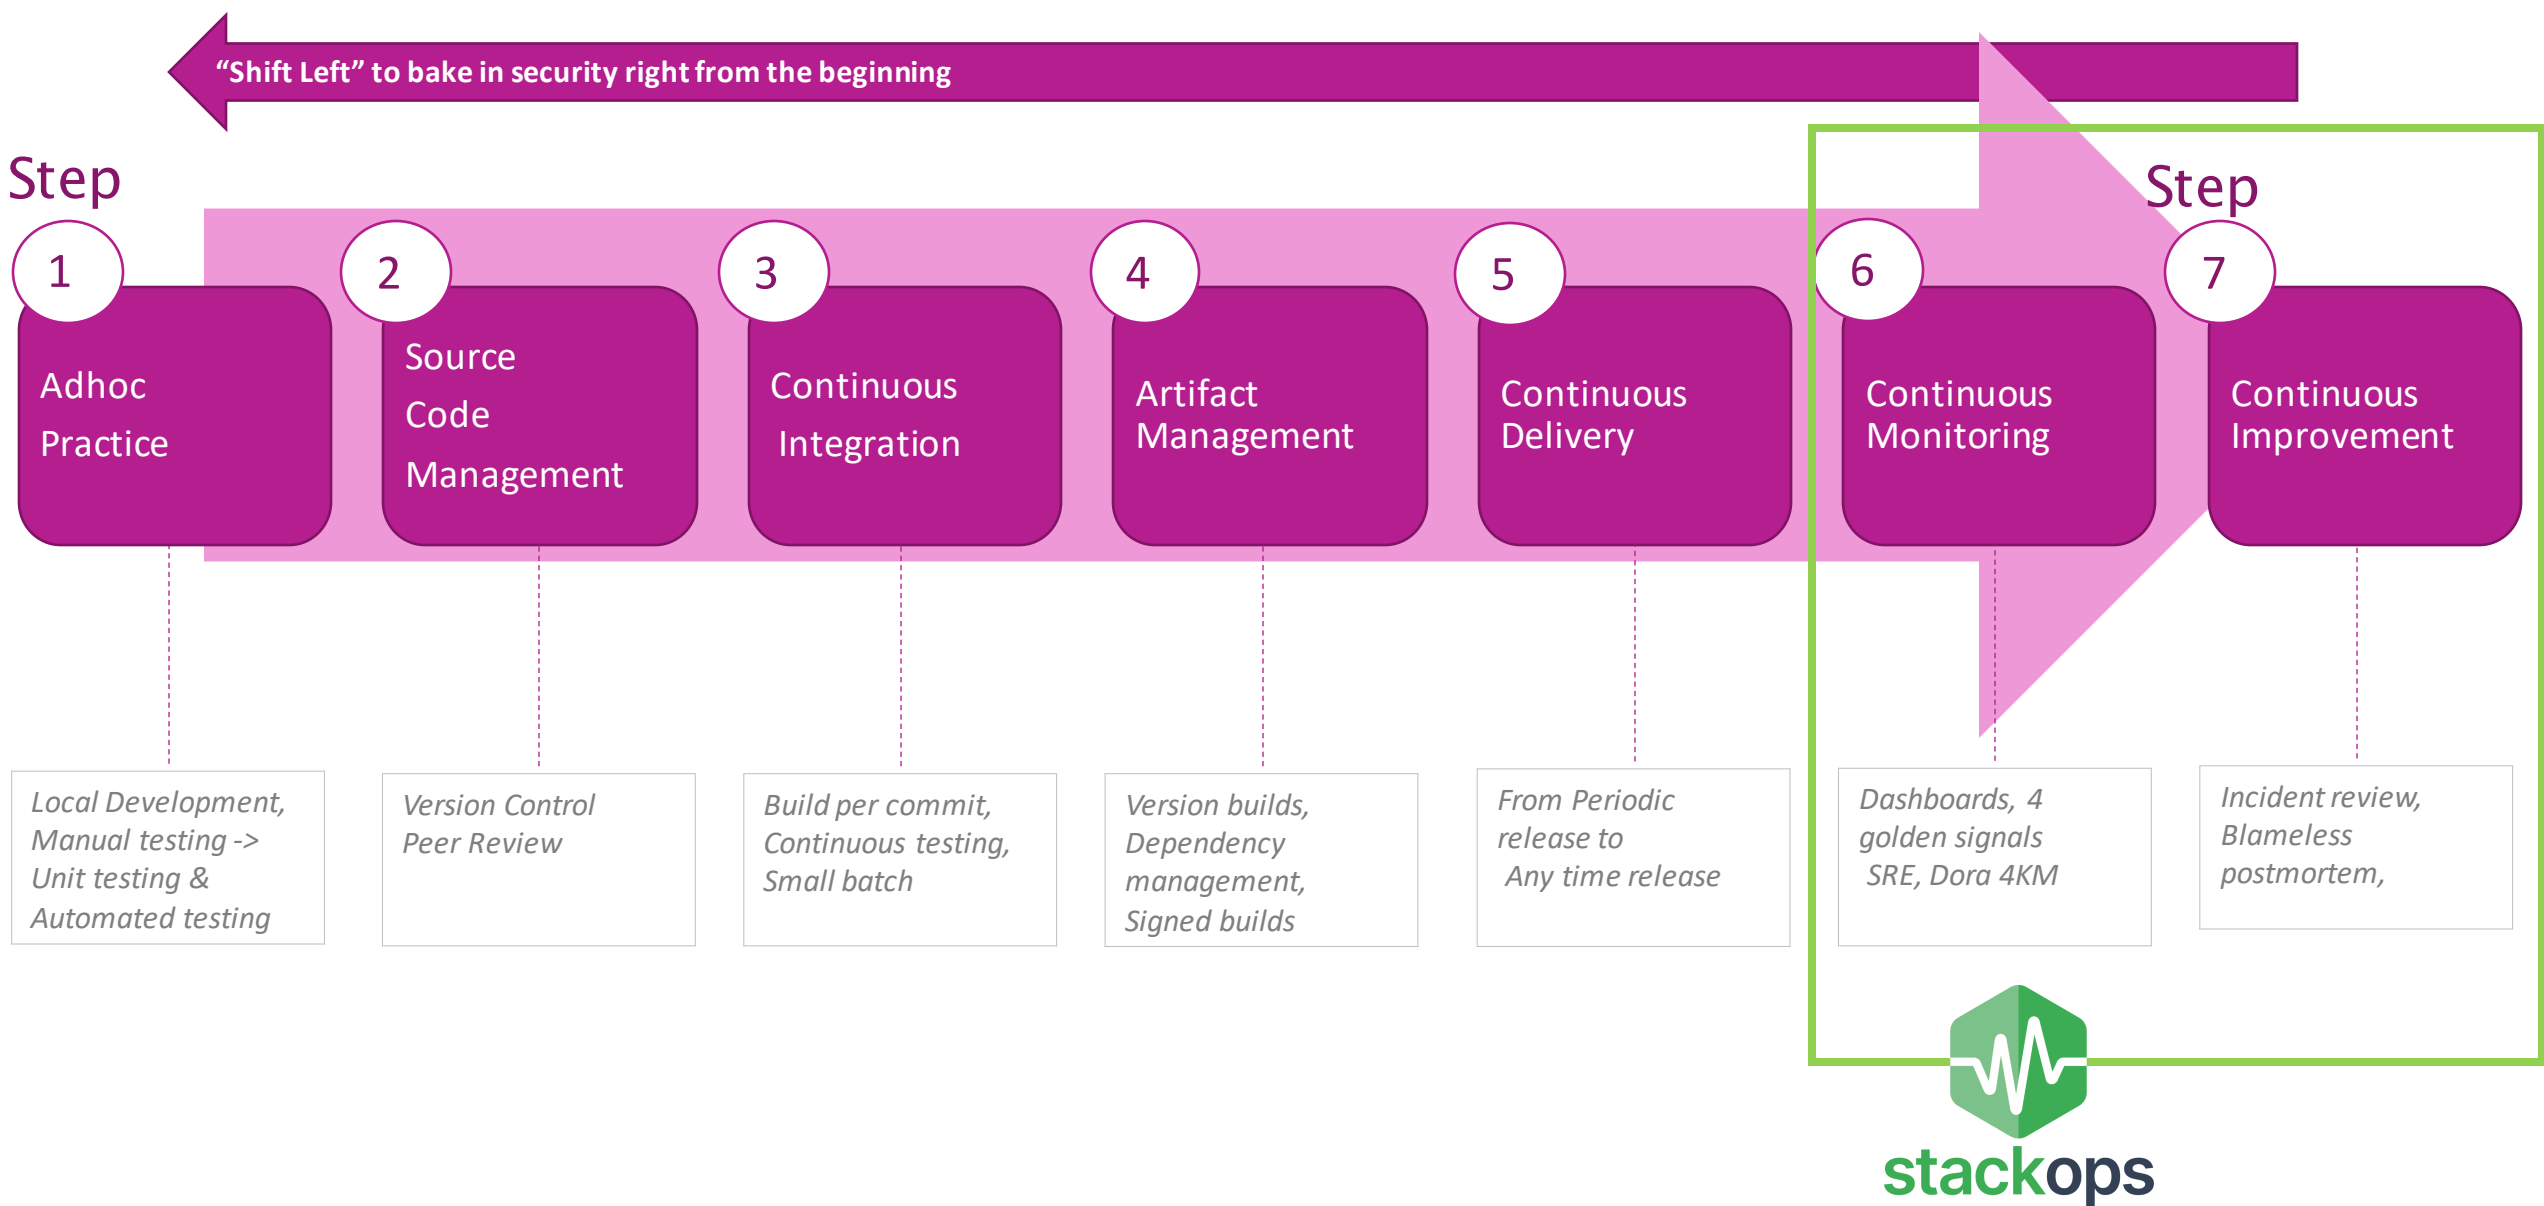 “Shift Left” to bake in security right from the beginning
Step
Step
1
Adhoc
Practice
2
Source
Code
Management
3
Continuous
Integration
4
Artifact
Management
5
Continuous
Delivery
6
Continuous
Monitoring
7
Continuous
Improvement
Local Development,
Manual testing ->
Unit testing &
Automated testing
Version Control
Peer Review
Build per commit,
Continuous testing,
Small batch
Version builds,
Dependency
management,
Signed builds
From Periodic
release to
Any time release
Dashboards, 4
golden signals
SRE, Dora 4KM
Incident review,
Blameless
postmortem,
stackops